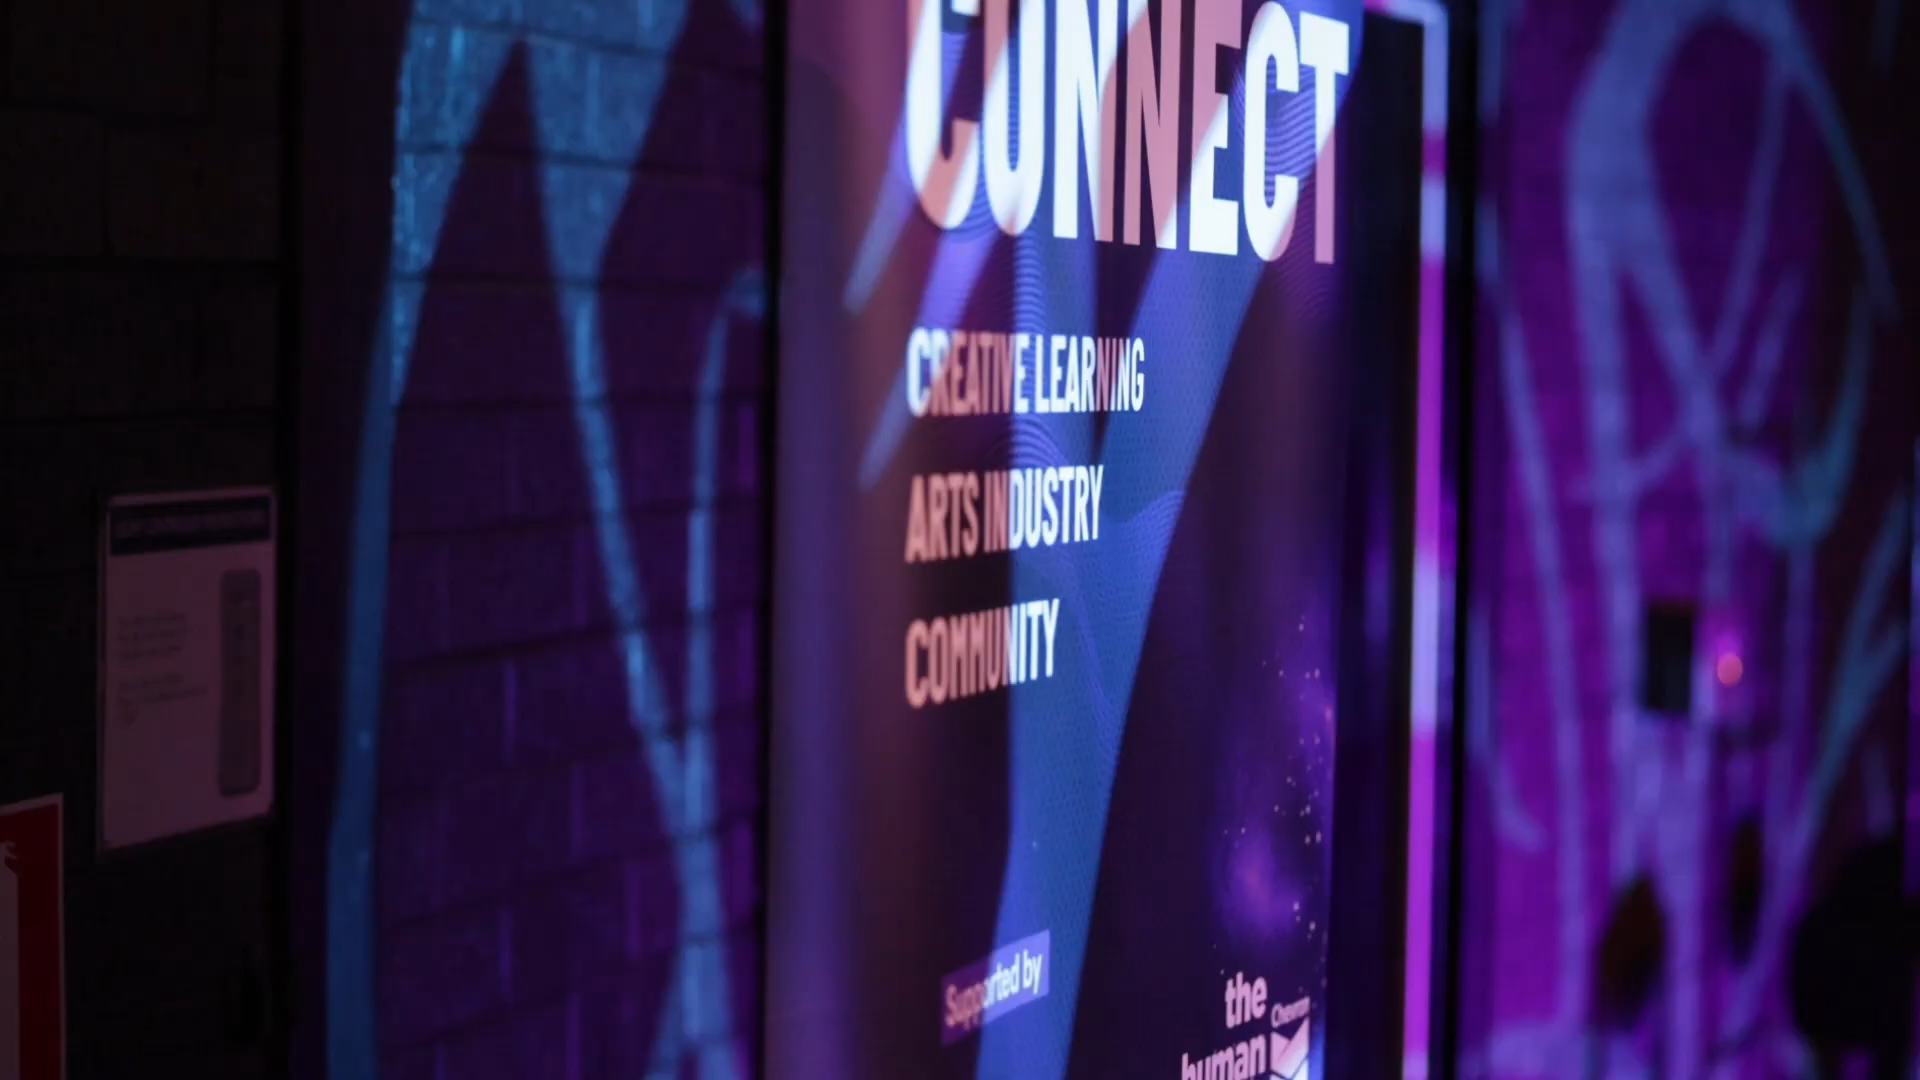 CONNECT
CREATIVE LEARNING
ARTS INDUSTRY
COMMUNITY
Supported by
the
human
Chevron